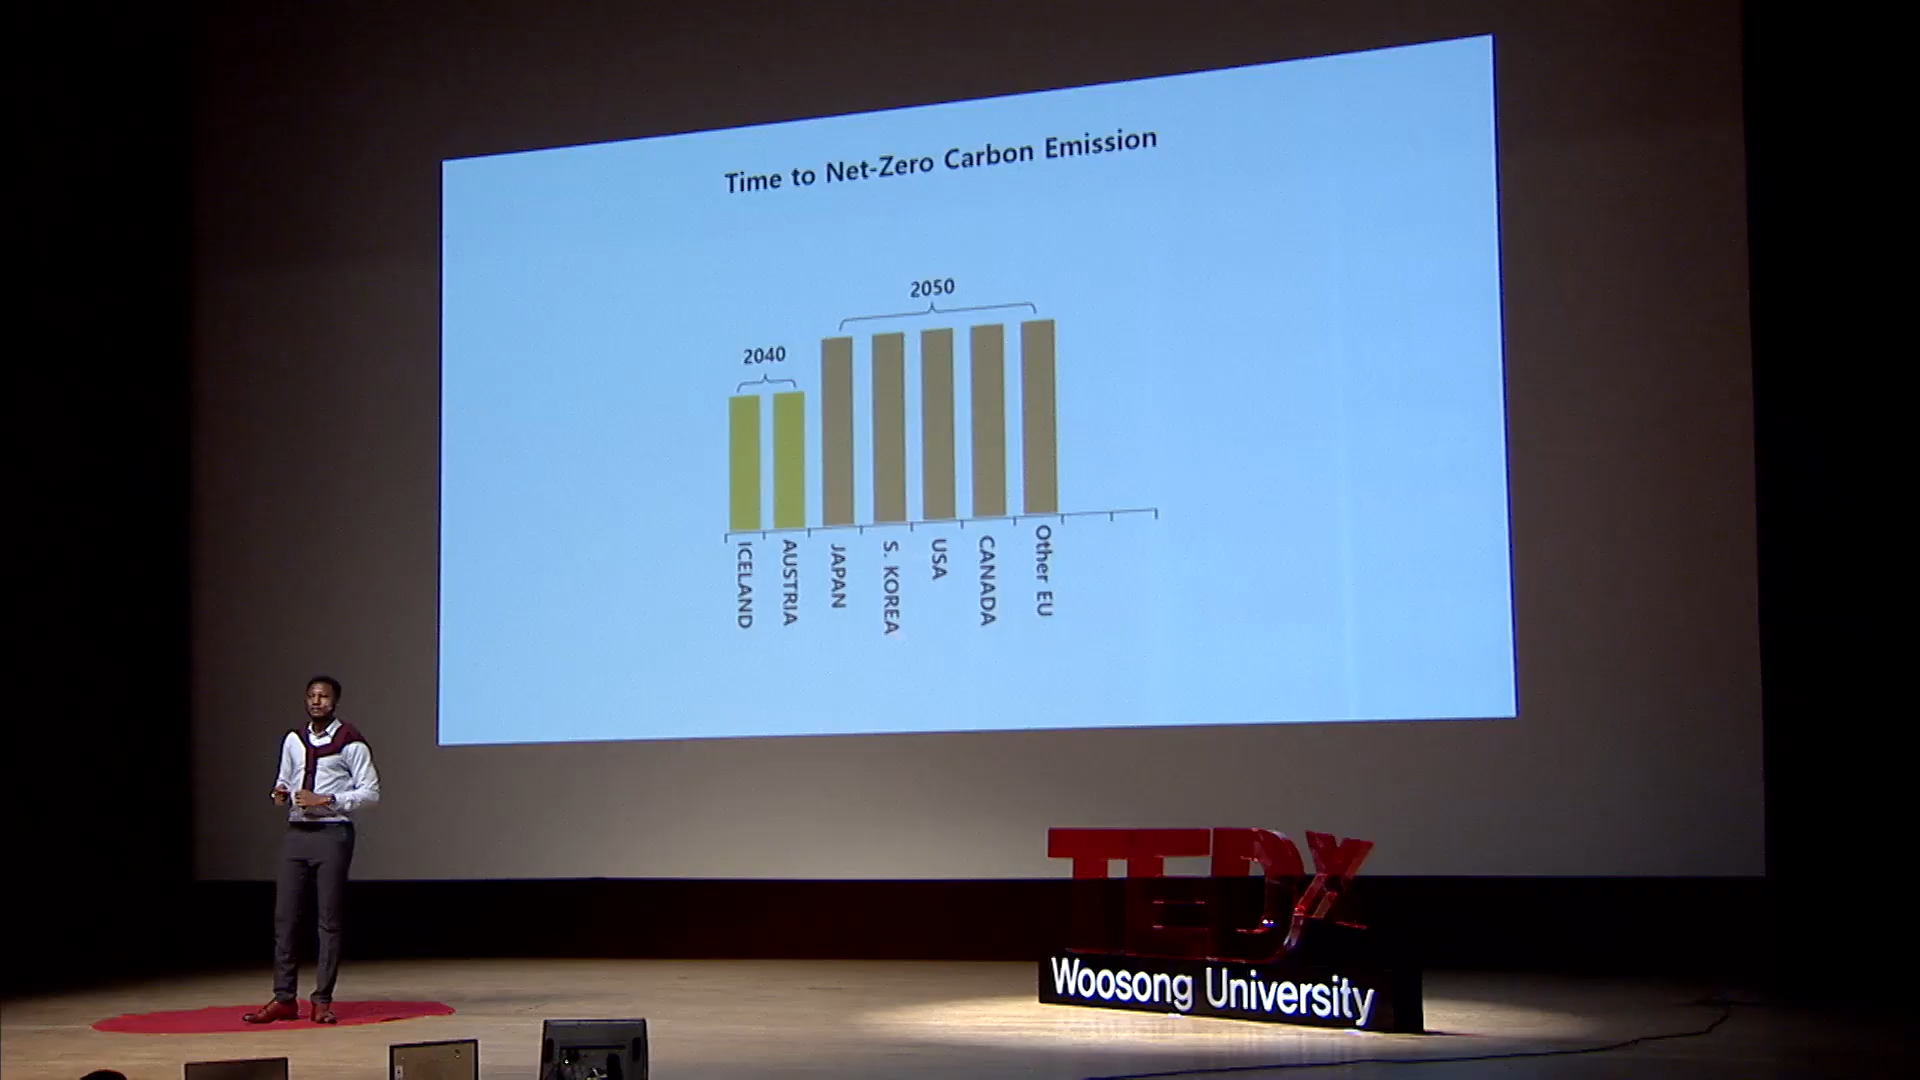 Time to Net-Zero Carbon Emission
2050
2040
ICELAND
AUSTRIA
JAPAN
S. KOREA
USA
CANADA
Other EU
TEDx
Woosong University